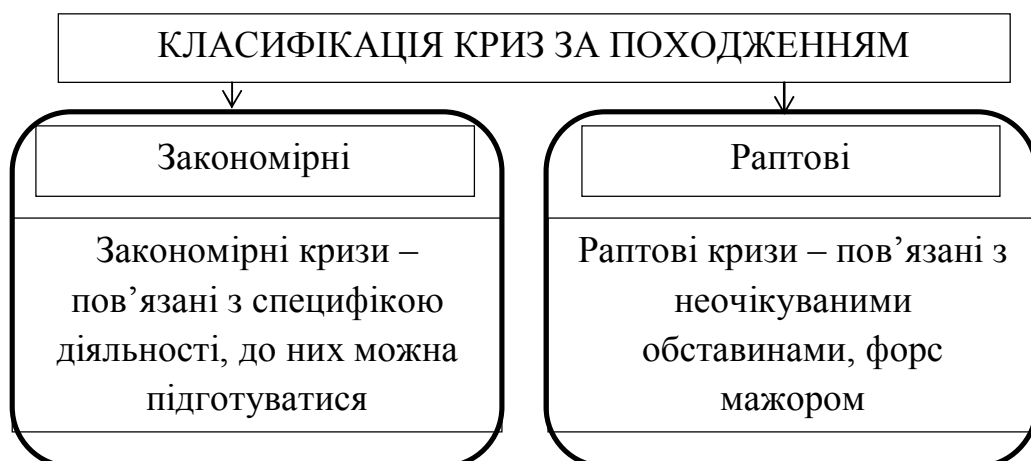 КЛАСИФІКАЦІЯ КРИЗ ЗА ПОХОДЖЕННЯМ
Закономірні
Закономірні кризи –
пов’язані з специфікою
діяльності, до них можна
підготуватися
Раптові
Раптові кризи – пов’язані з
неочікуваними
обставинами, форс
мажором